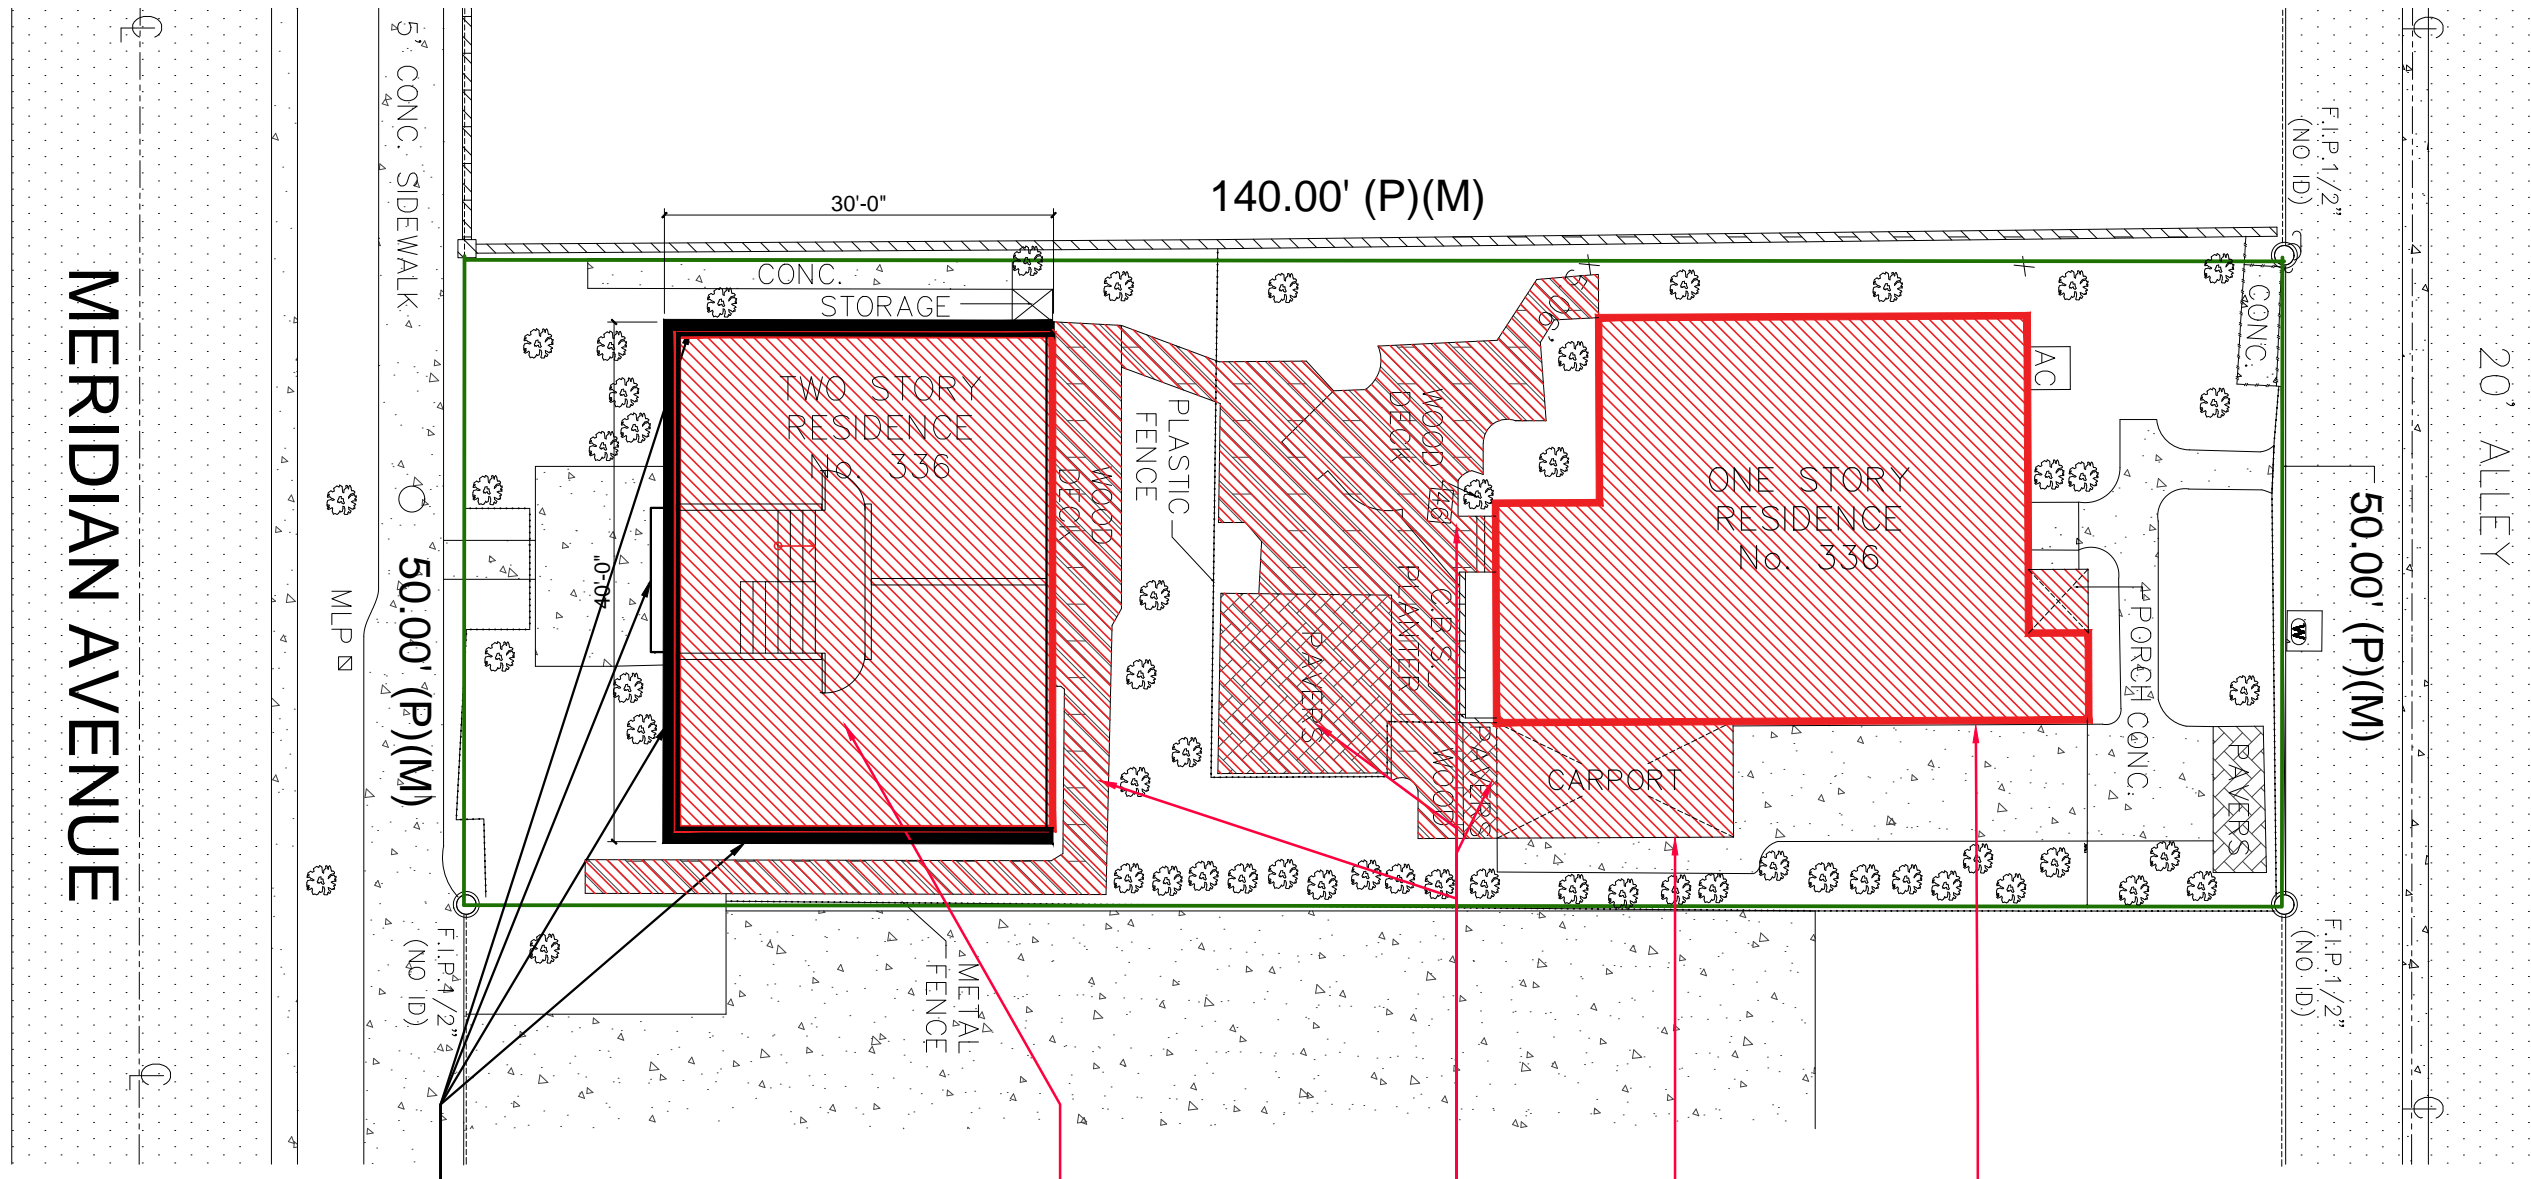 MERIDIAN AVENUE
5' CONC. SIDEWALK
MLP
50.00' (P)(M)
F.I.P.1/2"
(NO ID)
140.00' (P)(M)
30'-0"
40'-0"
CONC.
STORAGE
TWO STORY
RESIDENCE
No. 336
WOOD
DECK
PLASTIC
FENCE
METAL
FENCE
WOOD
DECK
PAVERS
C.B.S.
PLANTER
PAVERS
WOOD
CARPORT
ONE STORY
RESIDENCE
No. 336
AC
PORCH
CONC.
CONC.
PAVERS
W
50.00' (P)(M)
F.I.P.1/2"
(NO ID)
F.I.P.1/2"
(NO ID)
20' ALLEY